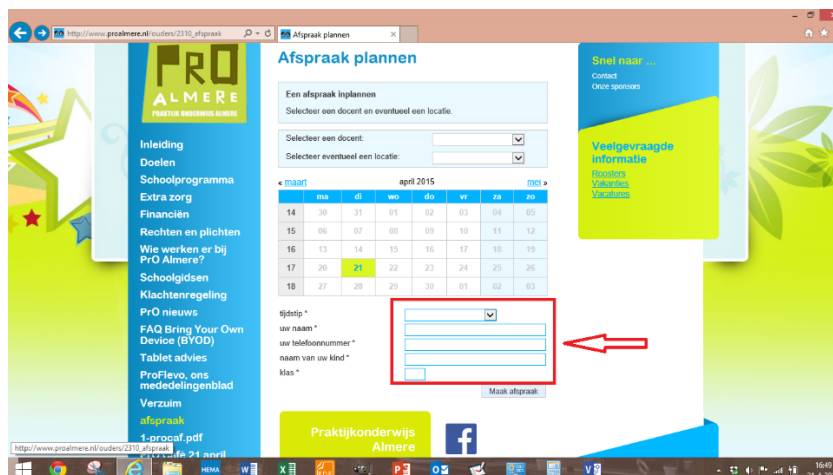 http://www.proalmere.nl/ouders/2310_afspraak
Afspraak plannen
PRO
ALMERE
PRAKTIJK ONDERWIJS ALMERE
Inleiding
Doelen
Schoolprogramma
Extra zorg
Financiën
Rechten en plichten
Wie werken er bij
PrO Almere?
Schoolgidsen
Klachtenregeling
PrO nieuws
FAQ Bring Your Own
Device (BYOD)
Tablet advies
ProFlevo, ons
mededelingenblad
Verzuim
afspraak
1-procaf.pdf
21 april
http://www.proalmere.nl/ouders/2310_afspraak
Afspraak plannen
Een afspraak inplannen
Selecteer een docent en eventueel een locatie.
Selecteer een docent:
Selecteer eventueel een locatie:
« maart april 2015 mei »
ma di wo do vr za zo
14 30 31 01 02 03 04 05
15 06 07 08 09 10 11 12
16 13 14 15 16 17 18 19
17 20 21 22 23 24 25 26
18 27 28 29 30 01 02 03
tijdstip *
uw naam *
uw telefoonnummer *
naam van uw kind *
klas *
Maak afspraak
Praktijkonderwijs
Almere
Snel naar ...
Contact
Onze sponsors
Veelgevraagde
informatie
Roosters
Vakanties
Vacatures
HEMA
16:49